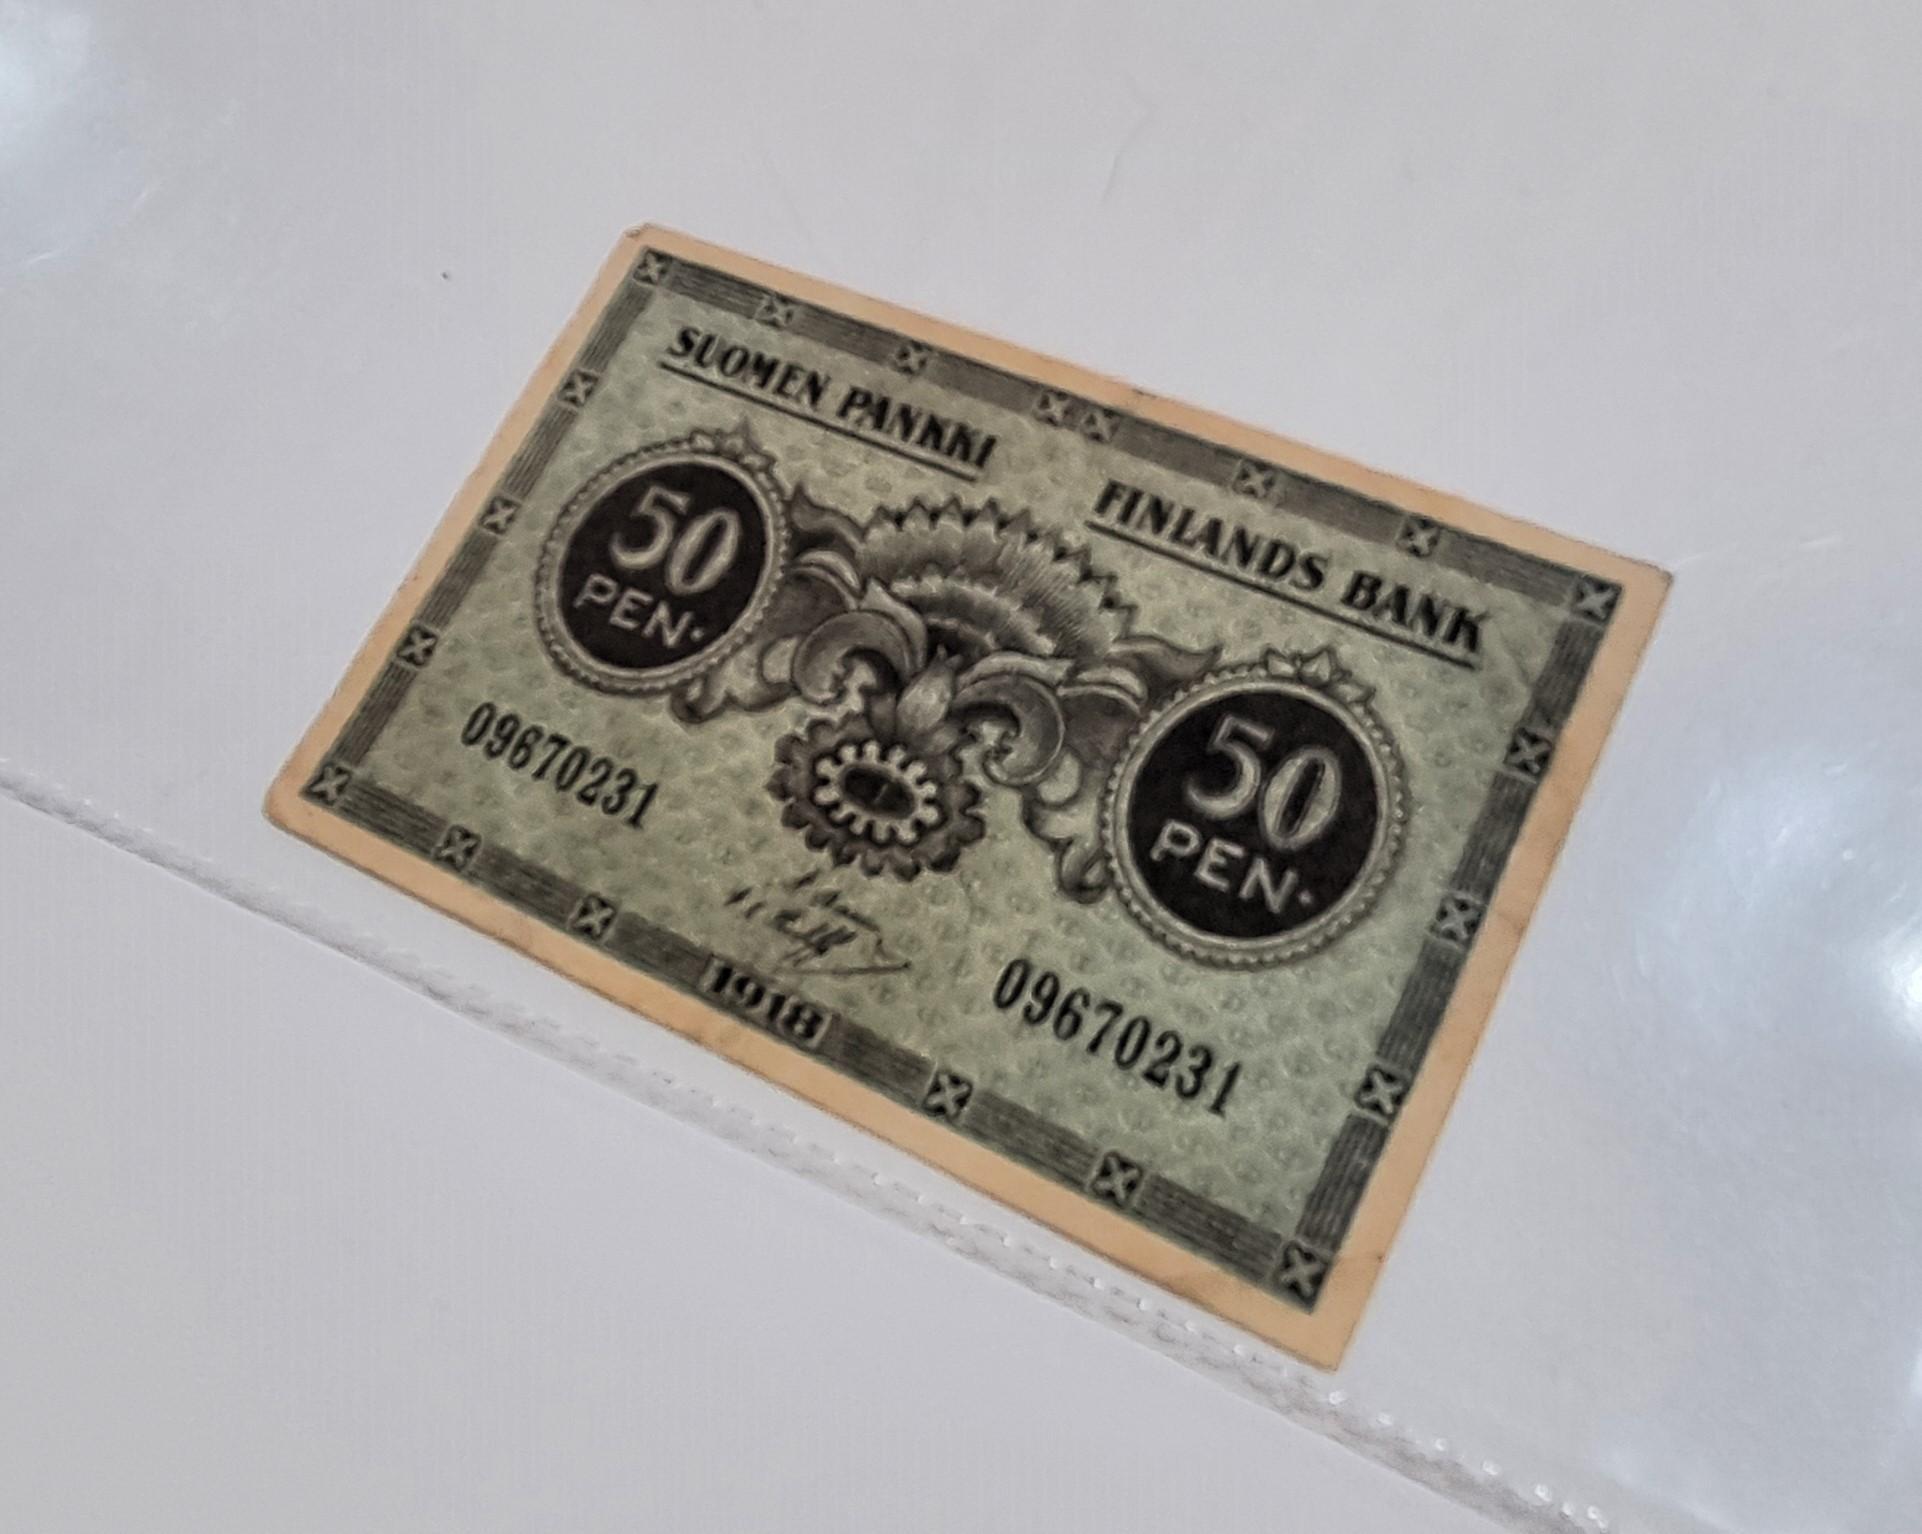 SUOMEN PANKKI
FINLANDS BANK
50
PEN.
50
PEN.
09670231
09670231
1918